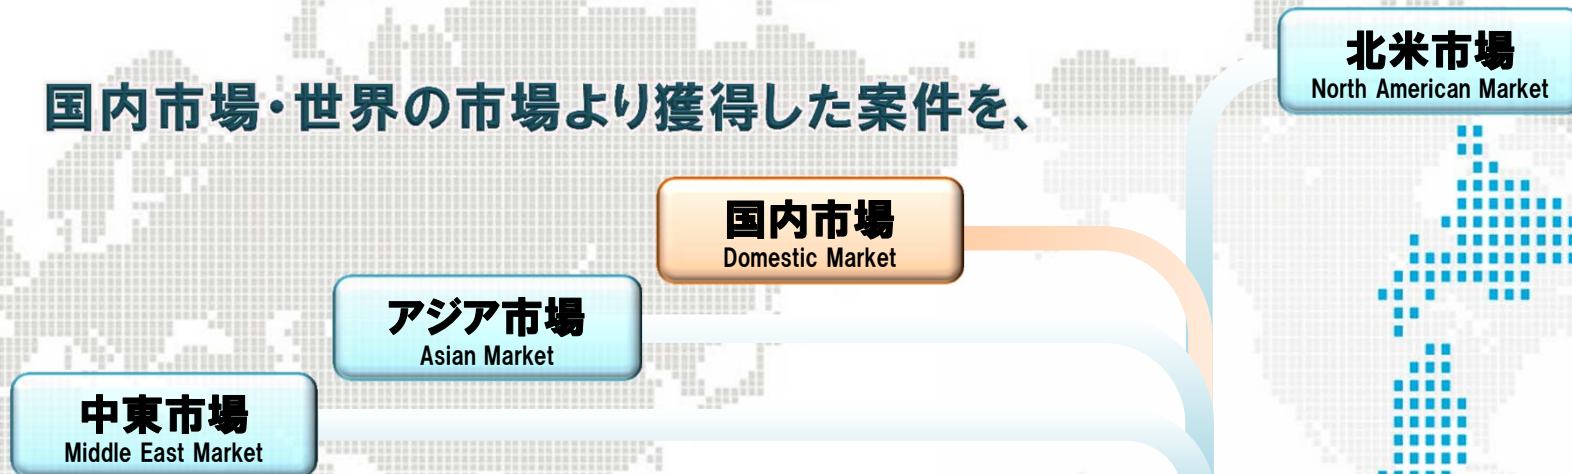 北米市場
North American Market
国内市場・世界の市場より獲得した案件を、
国内市場
Domestic Market
アジア市場
Asian Market
中東市場
Middle East Market